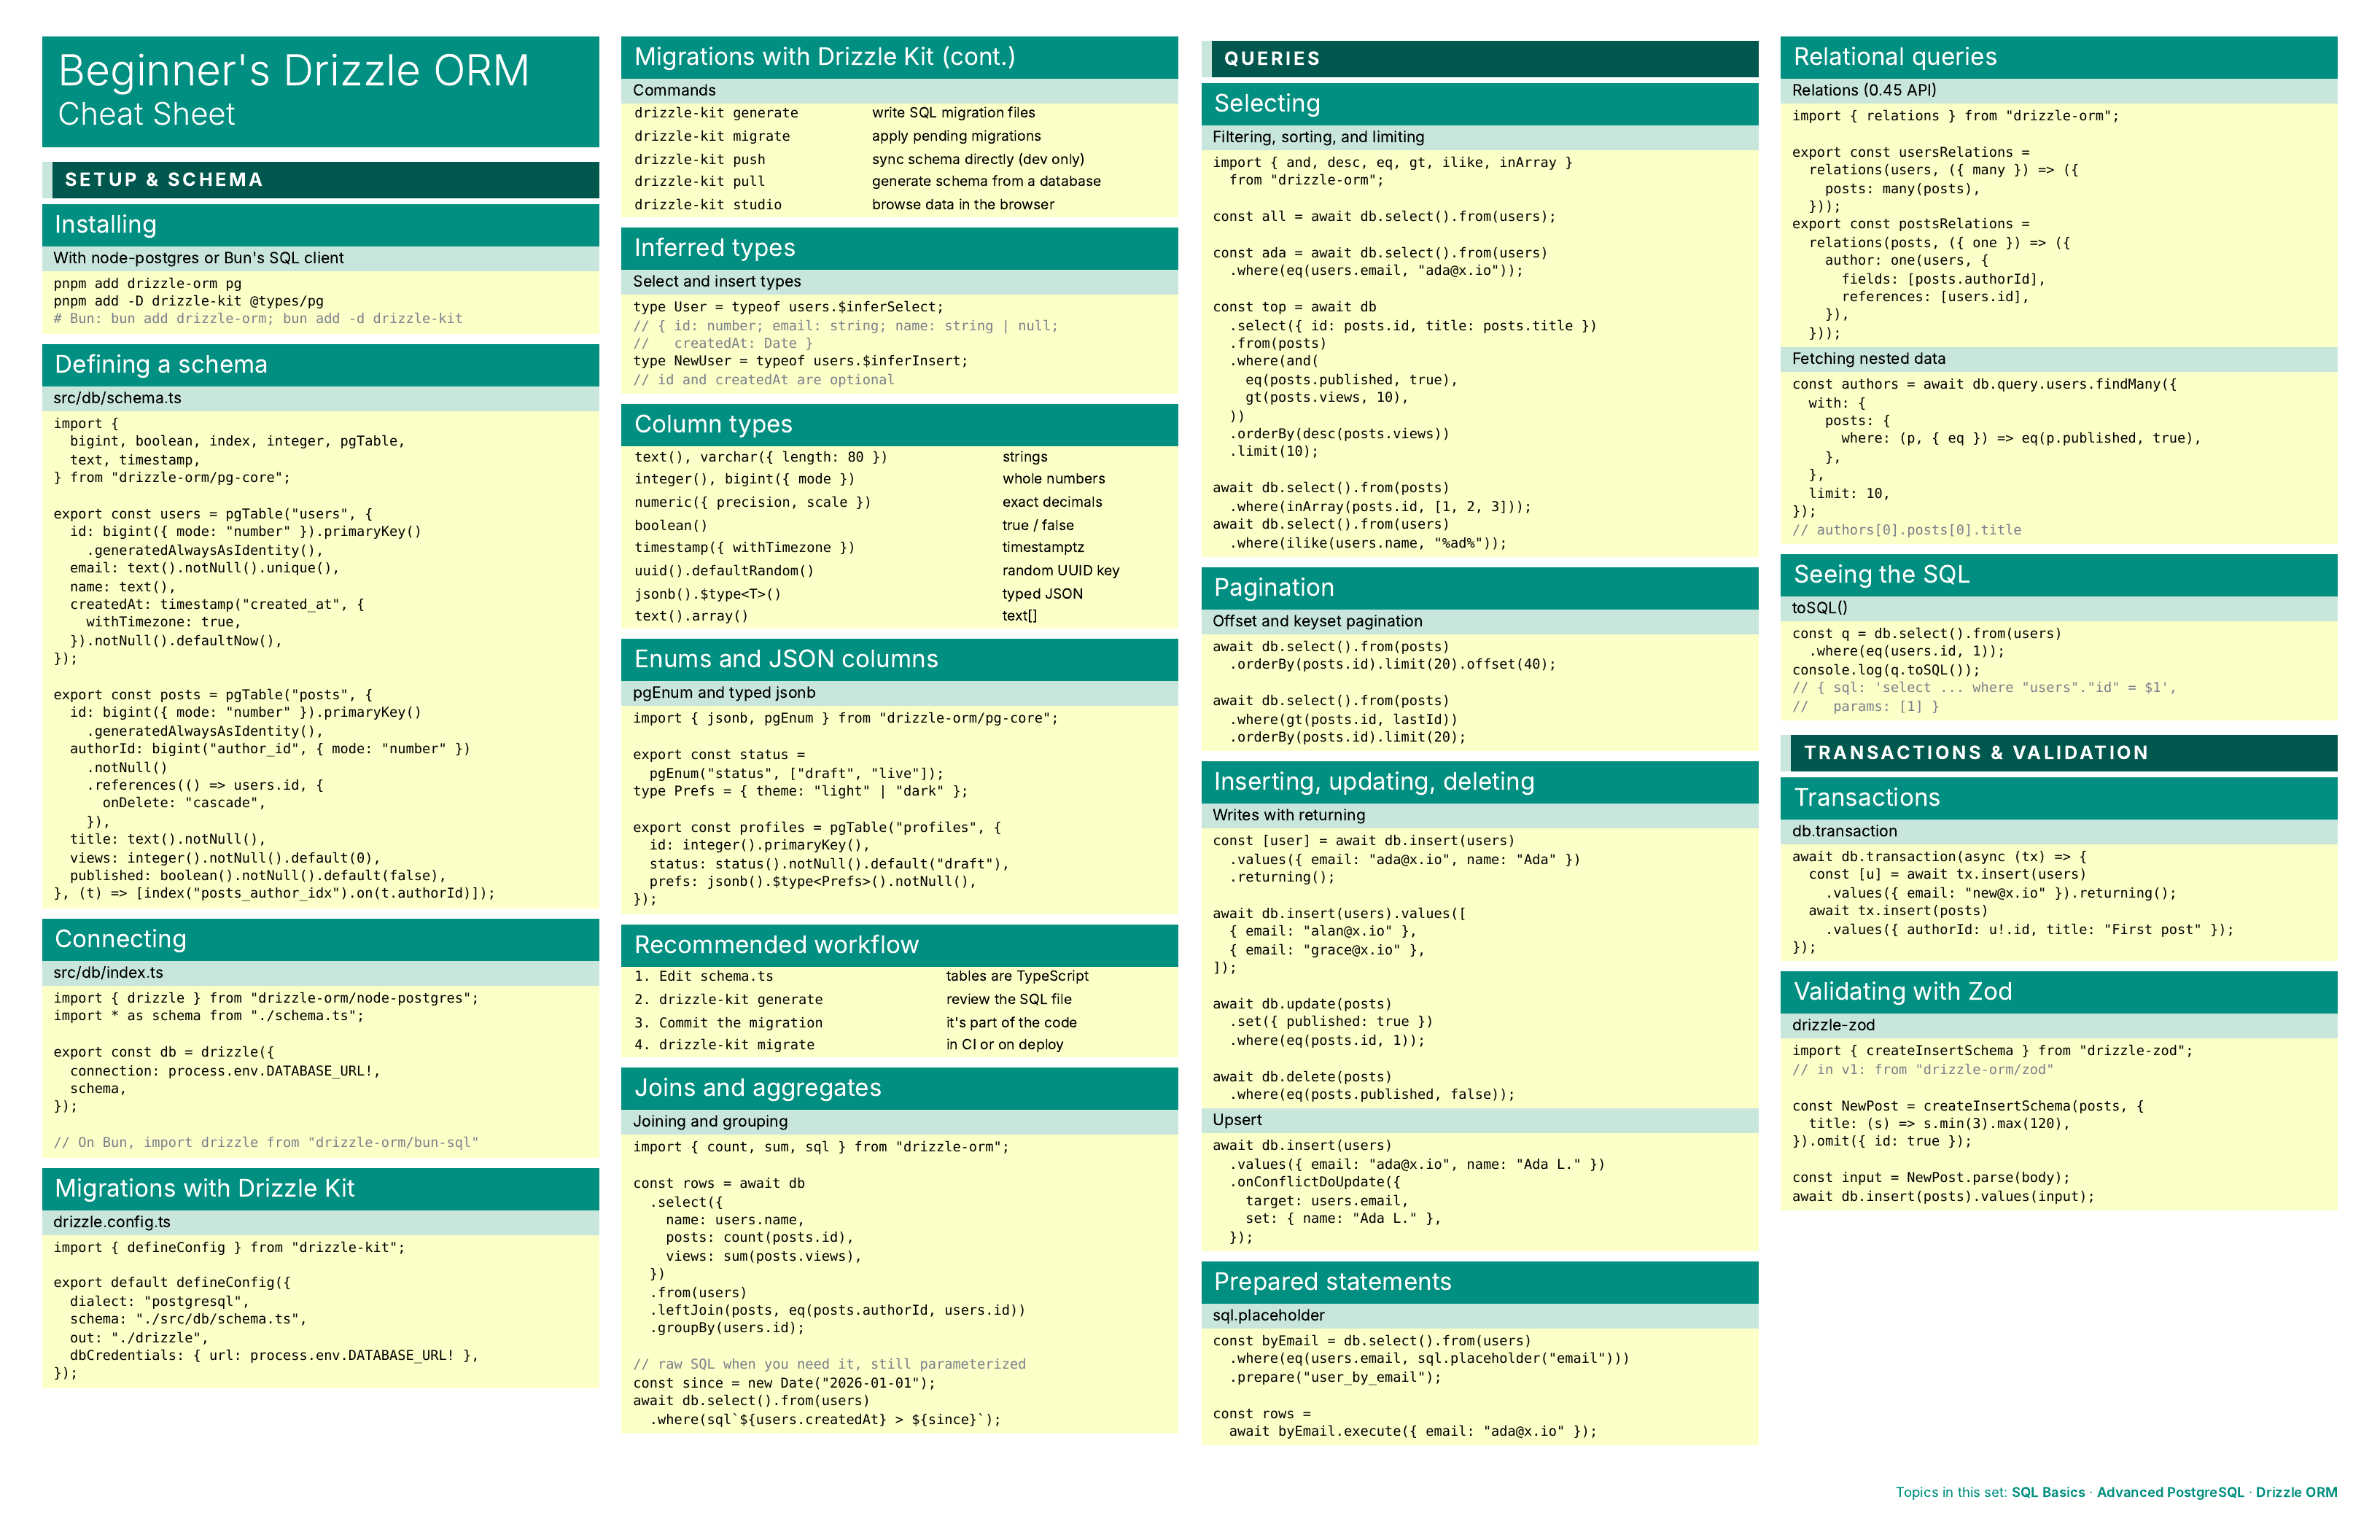 Beginner's Drizzle ORM
Cheat Sheet
SETUP & SCHEMA
Installing
With node-postgres or Bun's SQL client
pnpm add drizzle-orm pg
pnpm add -D drizzle-kit @types/pg
# Bun: bun add drizzle-orm; bun add -d drizzle-kit
Defining a schema
src/db/schema.ts
import {
  bigint, boolean, index, integer, pgTable,
  text, timestamp,
} from "drizzle-orm/pg-core";

export const users = pgTable("users", {
  id: bigint({ mode: "number" }).primaryKey()
    .generatedAlwaysAsIdentity(),
  email: text().notNull().unique(),
  name: text(),
  createdAt: timestamp("created_at", {
    withTimezone: true,
  }).notNull().defaultNow(),
});

export const posts = pgTable("posts", {
  id: bigint({ mode: "number" }).primaryKey()
    .generatedAlwaysAsIdentity(),
  authorId: bigint("author_id", { mode: "number" })
    .notNull()
    .references(() => users.id, {
      onDelete: "cascade",
    }),
  title: text().notNull(),
  views: integer().notNull().default(0),
  published: boolean().notNull().default(false),
}, (t) => [index("posts_author_idx").on(t.authorId)]);
Connecting
src/db/index.ts
import { drizzle } from "drizzle-orm/node-postgres";
import * as schema from "./schema.ts";

export const db = drizzle({
  connection: process.env.DATABASE_URL!,
  schema,
});

// On Bun, import drizzle from "drizzle-orm/bun-sql"
Migrations with Drizzle Kit
drizzle.config.ts
import { defineConfig } from "drizzle-kit";

export default defineConfig({
  dialect: "postgresql",
  schema: "./src/db/schema.ts",
  out: "./drizzle",
  dbCredentials: { url: process.env.DATABASE_URL! },
});
Migrations with Drizzle Kit (cont.)
Commands
drizzle-kit generate write SQL migration files
drizzle-kit migrate apply pending migrations
drizzle-kit push sync schema directly (dev only)
drizzle-kit pull generate schema from a database
drizzle-kit studio browse data in the browser
Inferred types
Select and insert types
type User = typeof users.$inferSelect;
// { id: number; email: string; name: string | null;
//   createdAt: Date }
type NewUser = typeof users.$inferInsert;
// id and createdAt are optional
Column types
text(), varchar({ length: 80 }) strings
integer(), bigint({ mode }) whole numbers
numeric({ precision, scale }) exact decimals
boolean() true / false
timestamp({ withTimezone }) timestamptz
uuid().defaultRandom() random UUID key
jsonb().$type<T>() typed JSON
text().array() text[]
Enums and JSON columns
pgEnum and typed jsonb
import { jsonb, pgEnum } from "drizzle-orm/pg-core";

export const status =
  pgEnum("status", ["draft", "live"]);
type Prefs = { theme: "light" | "dark" };

export const profiles = pgTable("profiles", {
  id: integer().primaryKey(),
  status: status().notNull().default("draft"),
  prefs: jsonb().$type<Prefs>().notNull(),
});
Recommended workflow
1. Edit schema.ts tables are TypeScript
2. drizzle-kit generate review the SQL file
3. Commit the migration it's part of the code
4. drizzle-kit migrate in CI or on deploy
Joins and aggregates
Joining and grouping
import { count, sum, sql } from "drizzle-orm";

const rows = await db
  .select({
    name: users.name,
    posts: count(posts.id),
    views: sum(posts.views),
  })
  .from(users)
  .leftJoin(posts, eq(posts.authorId, users.id))
  .groupBy(users.id);

// raw SQL when you need it, still parameterized
const since = new Date("2026-01-01");
await db.select().from(users)
  .where(sql`${users.createdAt} > ${since}`);
QUERIES
Selecting
Filtering, sorting, and limiting
import { and, desc, eq, gt, ilike, inArray }
  from "drizzle-orm";

const all = await db.select().from(users);

const ada = await db.select().from(users)
  .where(eq(users.email, "ada@x.io"));

const top = await db
  .select({ id: posts.id, title: posts.title })
  .from(posts)
  .where(and(
    eq(posts.published, true),
    gt(posts.views, 10),
  ))
  .orderBy(desc(posts.views))
  .limit(10);

await db.select().from(posts)
  .where(inArray(posts.id, [1, 2, 3]));
await db.select().from(users)
  .where(ilike(users.name, "%ad%"));
Pagination
Offset and keyset pagination
await db.select().from(posts)
  .orderBy(posts.id).limit(20).offset(40);

await db.select().from(posts)
  .where(gt(posts.id, lastId))
  .orderBy(posts.id).limit(20);
Inserting, updating, deleting
Writes with returning
const [user] = await db.insert(users)
  .values({ email: "ada@x.io", name: "Ada" })
  .returning();

await db.insert(users).values([
  { email: "alan@x.io" },
  { email: "grace@x.io" },
]);

await db.update(posts)
  .set({ published: true })
  .where(eq(posts.id, 1));

await db.delete(posts)
  .where(eq(posts.published, false));
Upsert
await db.insert(users)
  .values({ email: "ada@x.io", name: "Ada L." })
  .onConflictDoUpdate({
    target: users.email,
    set: { name: "Ada L." },
  });
Prepared statements
sql.placeholder
const byEmail = db.select().from(users)
  .where(eq(users.email, sql.placeholder("email")))
  .prepare("user_by_email");

const rows =
  await byEmail.execute({ email: "ada@x.io" });
Relational queries
Relations (0.45 API)
import { relations } from "drizzle-orm";

export const usersRelations =
  relations(users, ({ many }) => ({
    posts: many(posts),
  }));
export const postsRelations =
  relations(posts, ({ one }) => ({
    author: one(users, {
      fields: [posts.authorId],
      references: [users.id],
    }),
  }));
Fetching nested data
const authors = await db.query.users.findMany({
  with: {
    posts: {
      where: (p, { eq }) => eq(p.published, true),
    },
  },
  limit: 10,
});
// authors[0].posts[0].title
Seeing the SQL
toSQL()
const q = db.select().from(users)
  .where(eq(users.id, 1));
console.log(q.toSQL());
// { sql: 'select ... where "users"."id" = $1',
//   params: [1] }
TRANSACTIONS & VALIDATION
Transactions
db.transaction
await db.transaction(async (tx) => {
  const [u] = await tx.insert(users)
    .values({ email: "new@x.io" }).returning();
  await tx.insert(posts)
    .values({ authorId: u!.id, title: "First post" });
});
Validating with Zod
drizzle-zod
import { createInsertSchema } from "drizzle-zod";
// in v1: from "drizzle-orm/zod"

const NewPost = createInsertSchema(posts, {
  title: (s) => s.min(3).max(120),
}).omit({ id: true });

const input = NewPost.parse(body);
await db.insert(posts).values(input);
Topics in this set: SQL Basics · Advanced PostgreSQL · Drizzle ORM